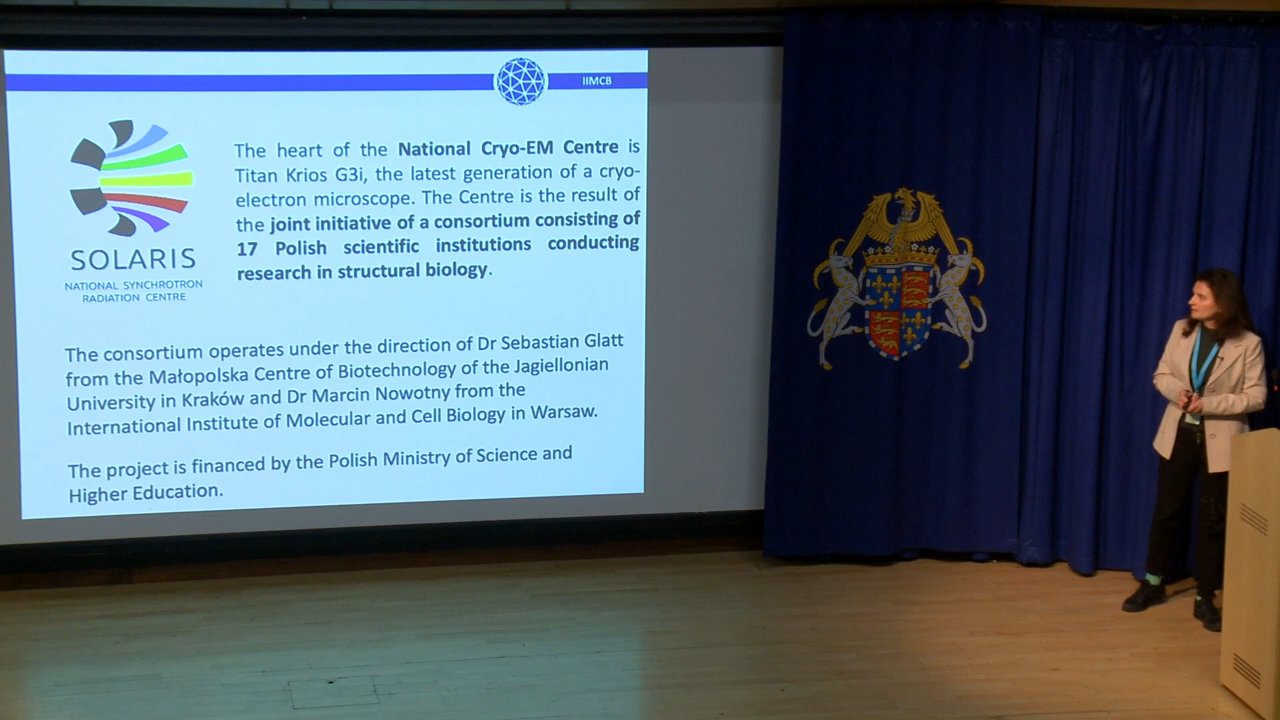 IIMCB
The heart of the National Cryo-EM Centre is
Titan Krios G3i, the latest generation of a cryo-
electron microscope. The Centre is the result of
the joint initiative of a consortium consisting of
17 Polish scientific institutions conducting
research in structural biology.
SOLARIS
NATIONAL SYNCHROTRON
RADIATION CENTRE
The consortium operates under the direction of Dr Sebastian Glatt
from the Małopolska Centre of Biotechnology of the Jagiellonian
University in Kraków and Dr Marcin Nowotny from the
International Institute of Molecular and Cell Biology in Warsaw.
The project is financed by the Polish Ministry of Science and
Higher Education.